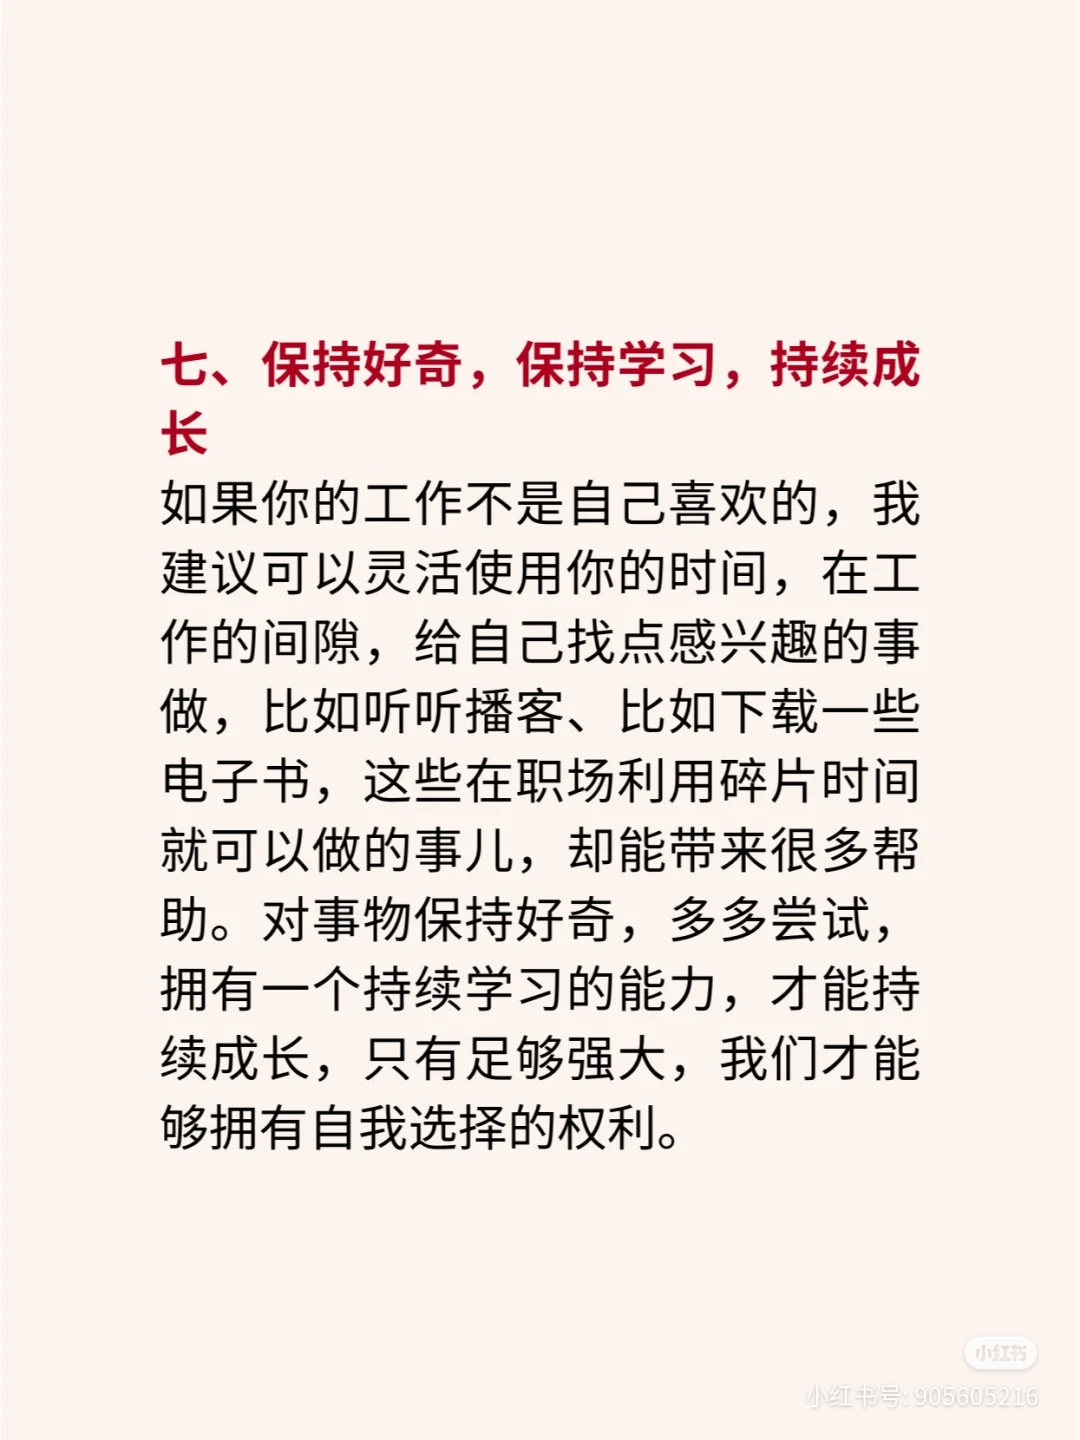 七、保持好奇，保持学习，持续成
长
如果你的工作不是自己喜欢的，我
建议可以灵活使用你的时间，在工
作的间隙，给自己找点感兴趣的事
做，比如听听播客、比如下载一些
电子书，这些在职场利用碎片时间
就可以做的事儿，却能带来很多帮
助。对事物保持好奇，多多尝试，
拥有一个持续学习的能力，才能持
续成长，只有足够强大，我们才能
够拥有自我选择的权利。
小红书
小红书号:905605216